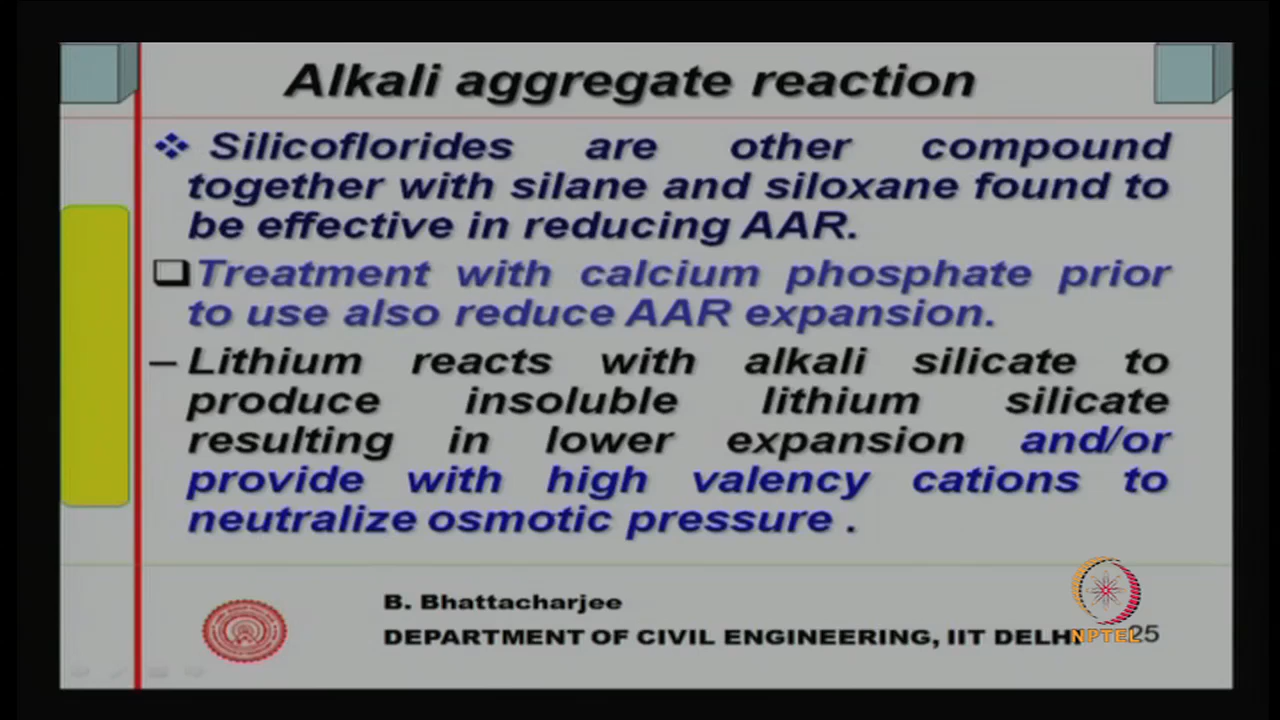 Alkali aggregate reaction
Silicoflorides are other compound
together with silane and siloxane found to
be effective in reducing AAR.
Treatment with calcium phosphate prior
to use also reduce AAR expansion.
– Lithium reacts with alkali silicate to
produce insoluble lithium silicate
resulting in lower expansion and/or
provide with high valency cations to
neutralize osmotic pressure .
B. Bhattacharjee
DEPARTMENT OF CIVIL ENGINEERING, IIT DELHI
NPTEL
25